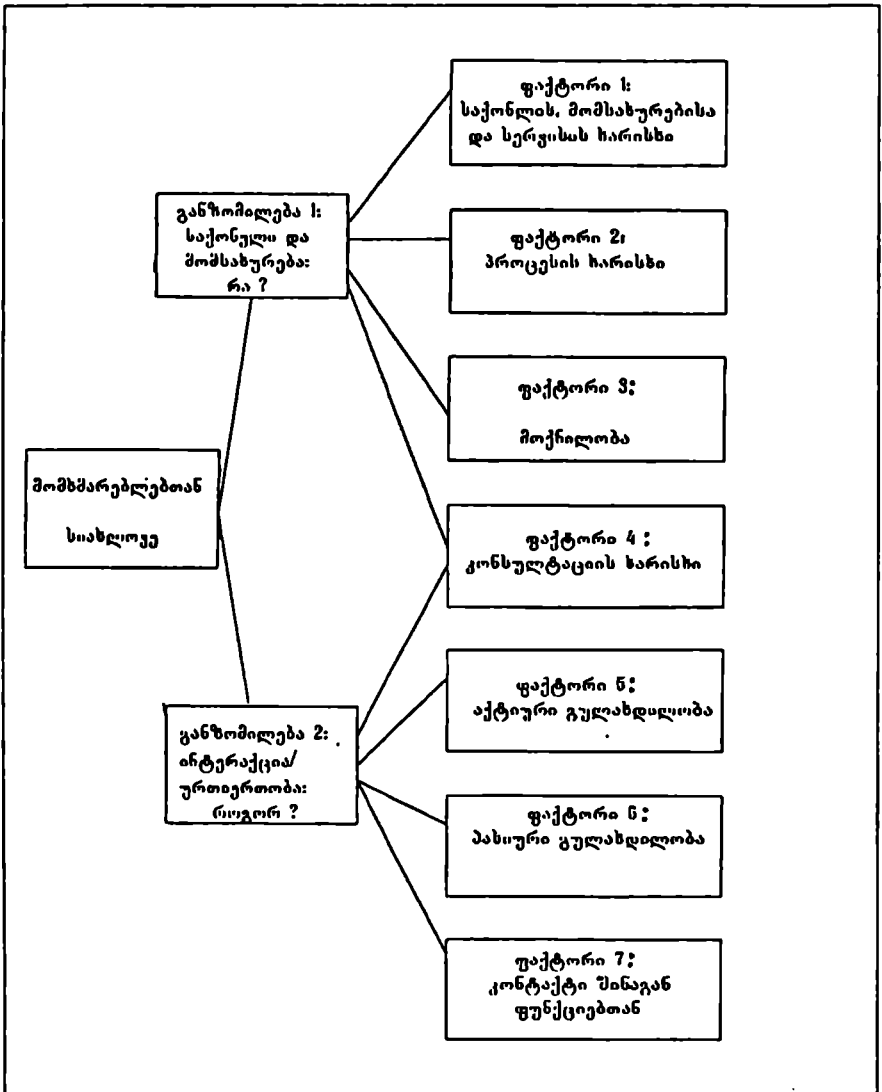 ფაქტორი 1:
საქონლის, მომსახურებისა
და სერვისის ხარისხი
განზომილება 1:
საქონელი და
მომსახურება:
რა ?
ფაქტორი 2:
პროცესის ხარისხი
ფაქტორი 3:
მოქნილობა
მომხმარებლებთან
სიახლოვე
ფაქტორი 4:
კონსულტაციის ხარისხი
ფაქტორი 5:
აქტიური გულახდილობა
განზომილება 2:
ინტერაქცია/
ურთიერთობა:
როგორ ?
ფაქტორი 6:
პასიური გულახდილობა
ფაქტორი 7:
კონტაქტი შინაგან
ფუნქციებთან